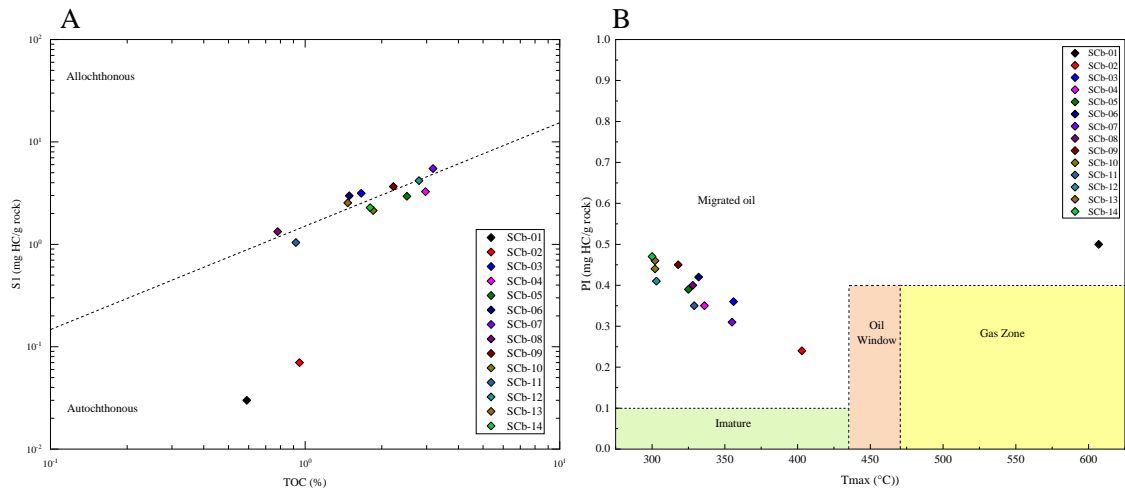 A
10²
10¹
10⁰
10⁻¹
10⁻²
S1 (mg HC/g rock)
Allochthonous
Autochthonous
SCb-01
SCb-02
SCb-03
SCb-04
SCb-05
SCb-06
SCb-07
SCb-08
SCb-09
SCb-10
SCb-11
SCb-12
SCb-13
SCb-14
10⁻¹
10⁰
10¹
TOC (%)
B
1.0
0.9
0.8
0.7
0.6
0.5
0.4
0.3
0.2
0.1
0.0
PI (mg HC/g rock)
SCb-01
SCb-02
SCb-03
SCb-04
SCb-05
SCb-06
SCb-07
SCb-08
SCb-09
SCb-10
SCb-11
SCb-12
SCb-13
SCb-14
Migrated oil
Oil
Window
Gas Zone
Imature
300
350
400
450
500
550
600
Tmax (°C))